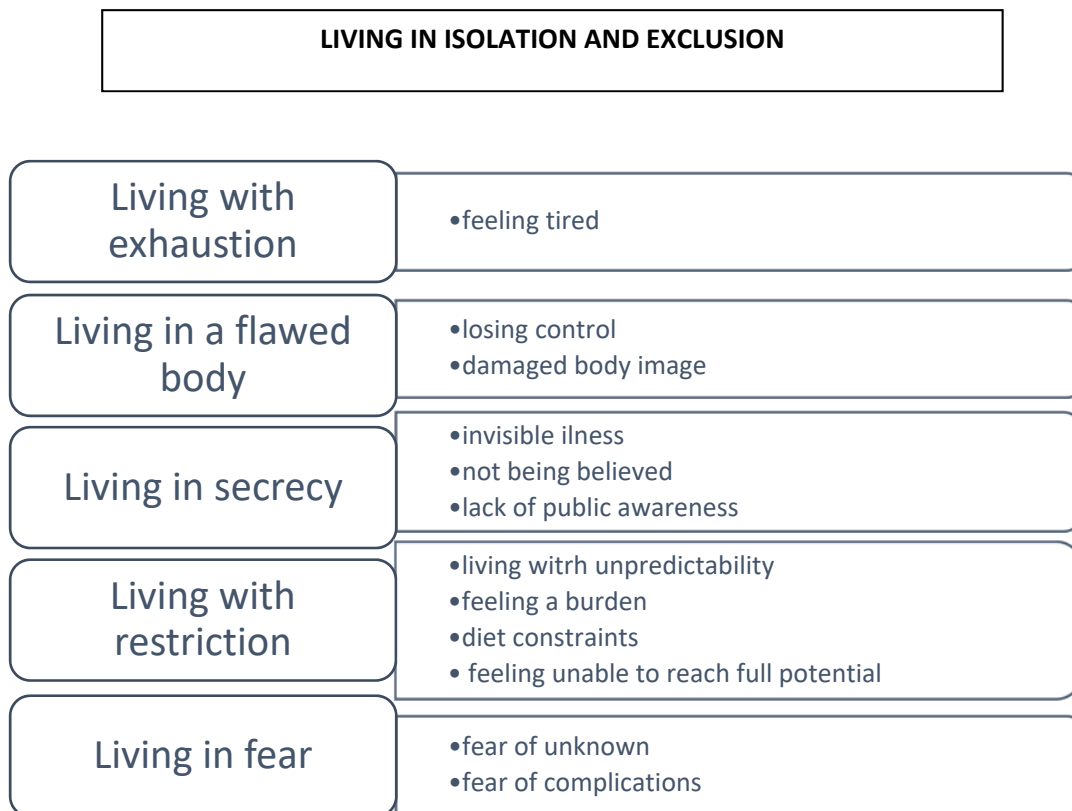 LIVING IN ISOLATION AND EXCLUSION
Living with
exhaustion
•feeling tired
Living in a flawed
body
•losing control
•damaged body image
Living in secrecy
•invisible ilness
•not being believed
•lack of public awareness
Living with
restriction
•living witrh unpredictability
•feeling a burden
•diet constraints
• feeling unable to reach full potential
Living in fear
•fear of unknown
•fear of complications